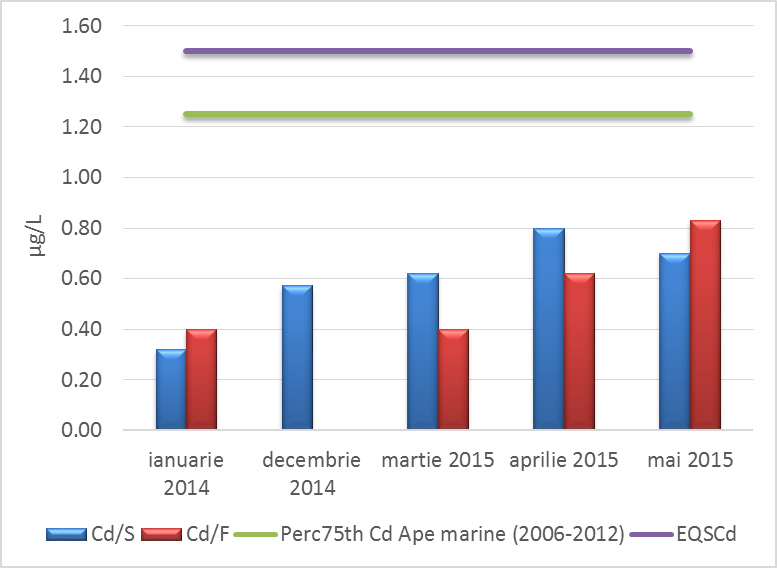 1.60
1.40
1.20
1.00
0.80
0.60
0.40
0.20
0.00
µg/L
ianuarie 2014
decembrie 2014
martie 2015
aprilie 2015
mai 2015
Cd/S
Cd/F
Perc75th Cd Ape marine (2006-2012)
EQSCd